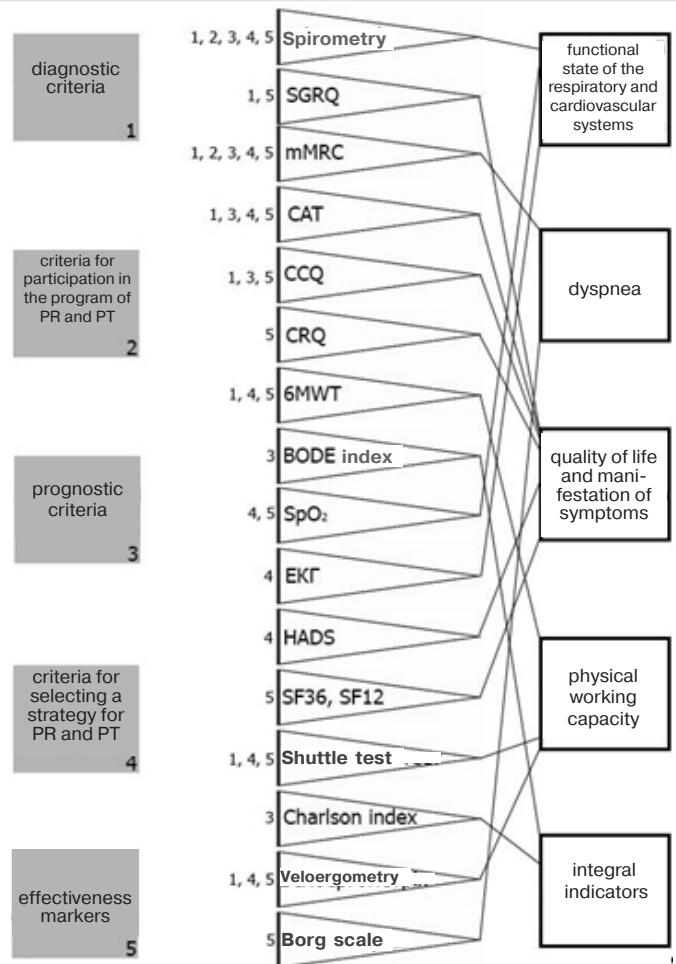 diagnostic
criteria
1
criteria for
participation in
the program of
PR and PT
2
prognostic
criteria
3
criteria for
selecting a
strategy for
PR and PT
4
effectiveness
markers
5
1, 2, 3, 4, 5 Spirometry
1, 5 SGRQ
1, 2, 3, 4, 5 mMRC
1, 3, 4, 5 CAT
1, 3, 5 CCQ
5 CRQ
1, 4, 5 6MWT
3 BODE index
4, 5 SpO₂
4 ЕКГ
4 HADS
5 SF36, SF12
1, 4, 5 Shuttle test
3 Charlson index
1, 4, 5 Veloergometry
5 Borg scale
functional
state of the
respiratory and
cardiovascular
systems
dyspnea
quality of life
and mani-
festation of
symptoms
physical
working
capacity
integral
indicators